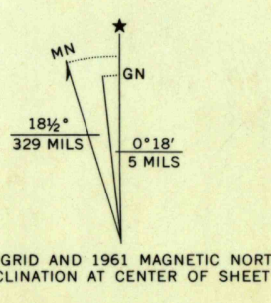 MN
GN
18½°
329 MILS
0°18'
5 MILS
GRID AND 1961 MAGNETIC NORT
CLINATION AT CENTER OF SHEET